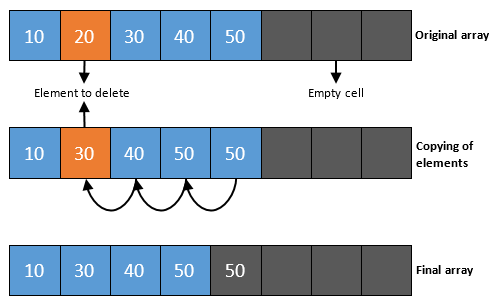 10 20 30 40 50 Original array
Element to delete Empty cell
10 30 40 50 50 Copying of
elements
10 30 40 50 50 Final array